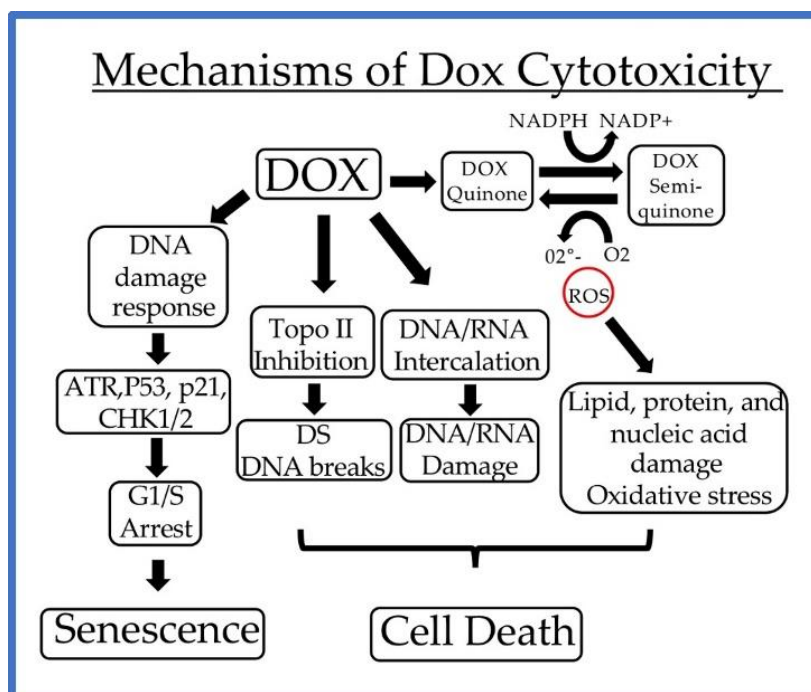 Mechanisms of Dox Cytotoxicity
NADPH NADP+
DOX
DOX
Quinone
DOX
Semi-
quinone
02°- O2
ROS
DNA
damage
response
Topo II
Inhibition
DNA/RNA
Intercalation
ATR,P53, p21,
CHK1/2
DS
DNA breaks
DNA/RNA
Damage
Lipid, protein, and
nucleic acid
damage
Oxidative stress
G1/S
Arrest
Senescence
Cell Death